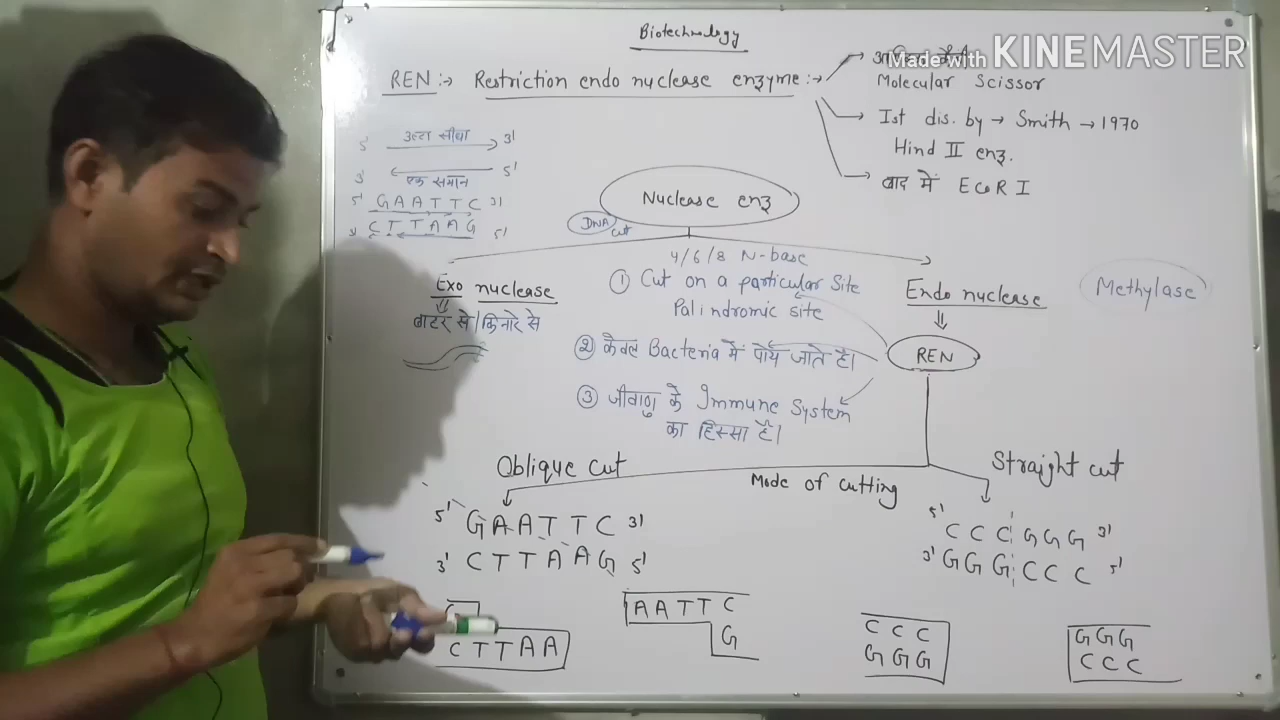 Biotechnology
Made with KINEMASTER
REN :→ Restriction endo nuclease enzyme :→
Molecular Scissor
Ist dis. by → Smith → 1970
Hind II एन्ज.
बाद में EcoR I
5' उल्टा सीधा 3'
3' एक समान 5'
5' GAATTC 3'
CTTAAG 5'
Nuclease एन्ज
DNA cut
Exo nuclease
बाहर से/किनारे से
4/6/8 N-base
① Cut on a particular Site
Palindromic site
② केवल Bacteria में पाये जाते है।
③ जीवाणु के Immune System
का हिस्सा है।
Endo nuclease
REN
Methylase
Mode of cutting
Oblique cut
5' GAATTC 3'
3' CTTAAG 5'
CTTAA
AATTC
G
Straight cut
5' CCCGGG 3'
3' GGGCCC 5'
CCC
GGG
GGG
CCC